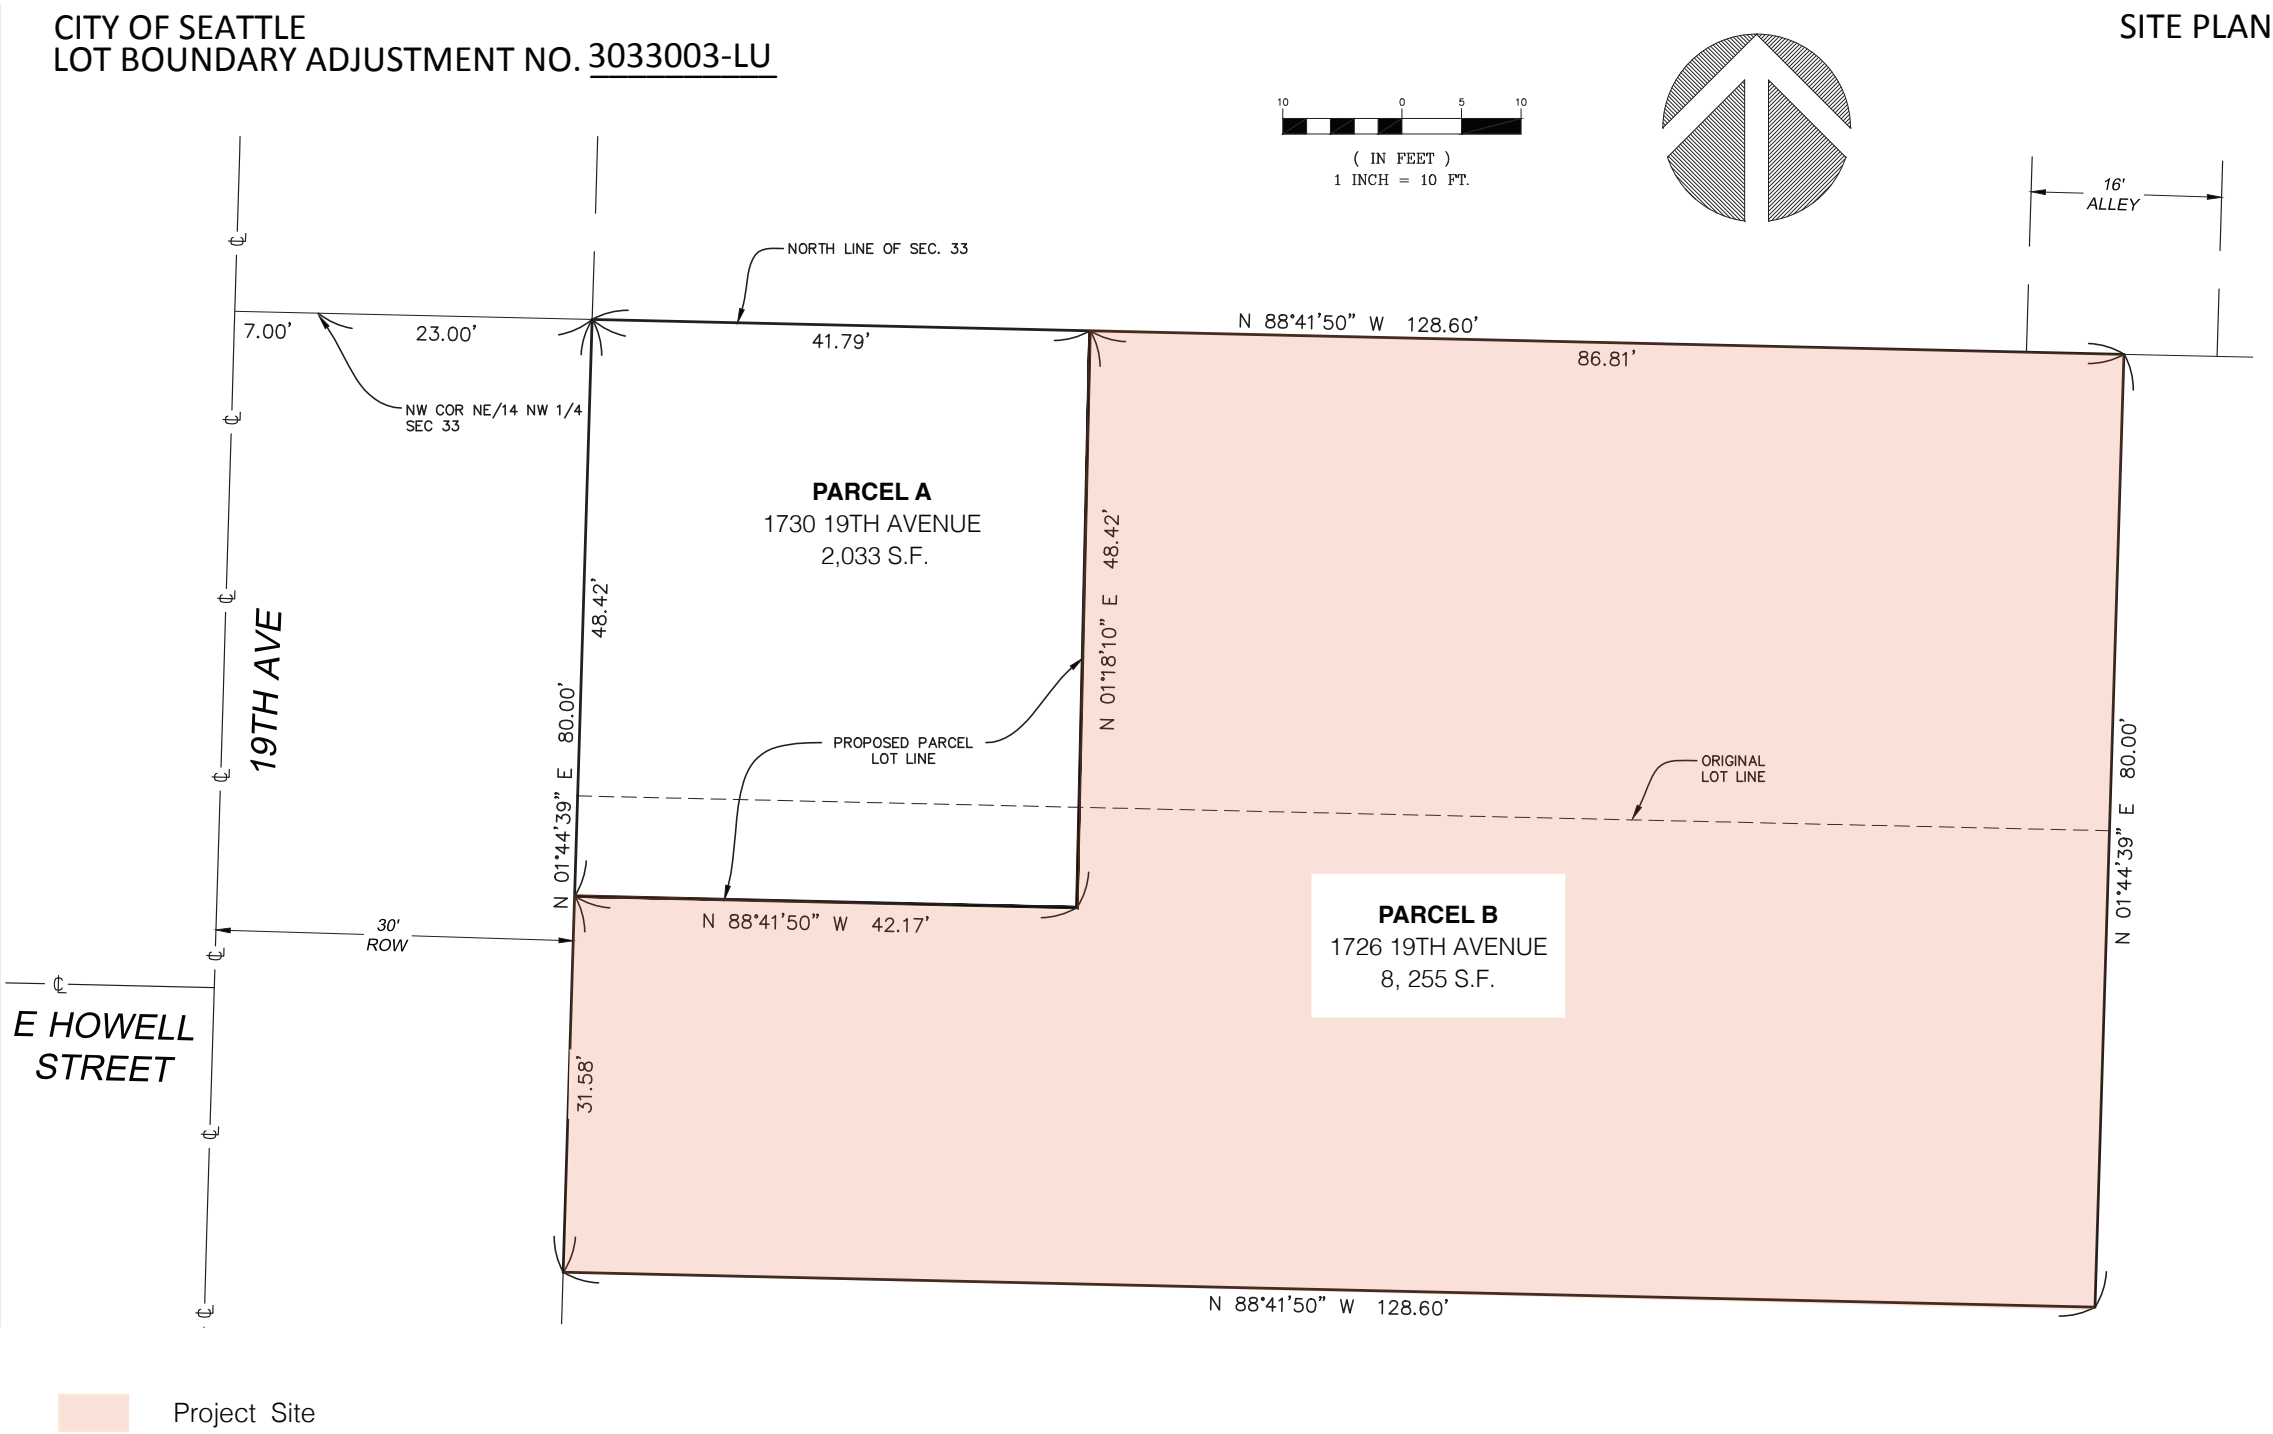 CITY OF SEATTLE
LOT BOUNDARY ADJUSTMENT NO. 3033003-LU
SITE PLAN
10 0 5 10
( IN FEET )
1 INCH = 10 FT.
16'
ALLEY
NORTH LINE OF SEC. 33
7.00'
23.00'
41.79'
N 88°41'50" W 128.60'
86.81'
NW COR NE/14 NW 1/4
SEC 33
PARCEL A
1730 19TH AVENUE
2,033 S.F.
48.42'
N 01°18'10" E 48.42'
19TH AVE
N 01°44'39" E 80.00'
PROPOSED PARCEL
LOT LINE
ORIGINAL
LOT LINE
N 01°44'39" E 80.00'
N 88°41'50" W 42.17'
30'
ROW
PARCEL B
1726 19TH AVENUE
8, 255 S.F.
E HOWELL
STREET
31.58'
N 88°41'50" W 128.60'
Project Site